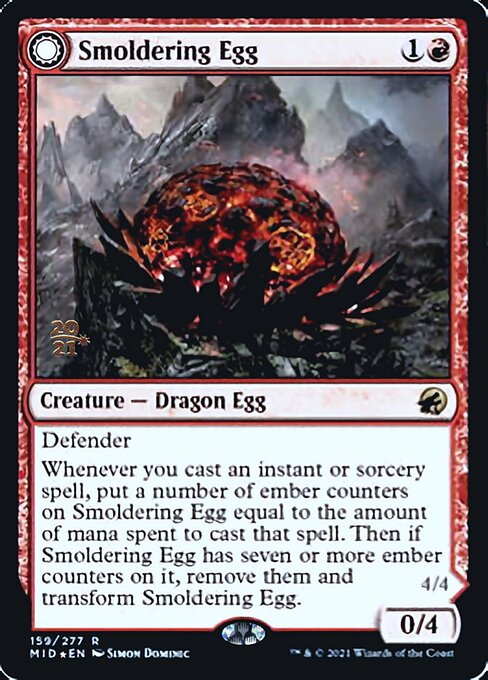 Smoldering Egg 1
20
21
Creature — Dragon Egg
Defender
Whenever you cast an instant or sorcery
spell, put a number of ember counters
on Smoldering Egg equal to the amount
of mana spent to cast that spell. Then if
Smoldering Egg has seven or more ember
counters on it, remove them and
transform Smoldering Egg.
4/4
0/4
159/277 R
MID★EN Simon Dominic
™ & © 2021 Wizards of the Coast